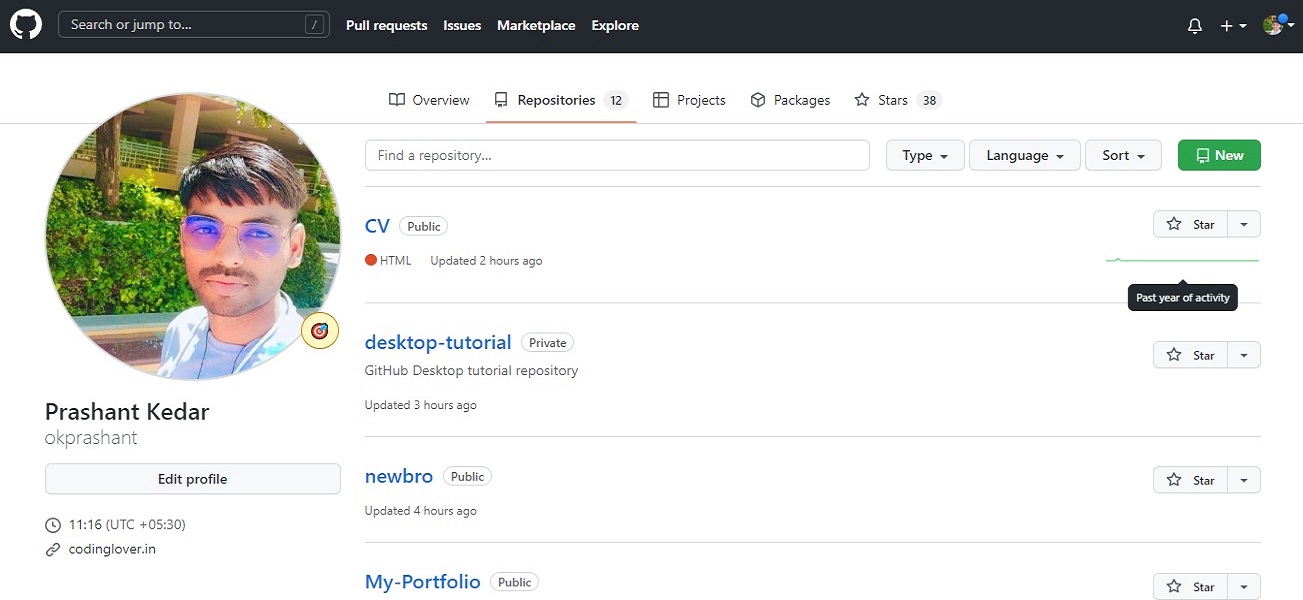 Search or jump to... /
Pull requests Issues Marketplace Explore
Overview Repositories 12 Projects Packages Stars 38
Find a repository...
Type Language Sort New
CV Public
Star
HTML Updated 2 hours ago
Past year of activity
desktop-tutorial Private
Star
GitHub Desktop tutorial repository
Updated 3 hours ago
Prashant Kedar
okprashant
Edit profile
11:16 (UTC +05:30)
codinglover.in
newbro Public
Star
Updated 4 hours ago
My-Portfolio Public
Star